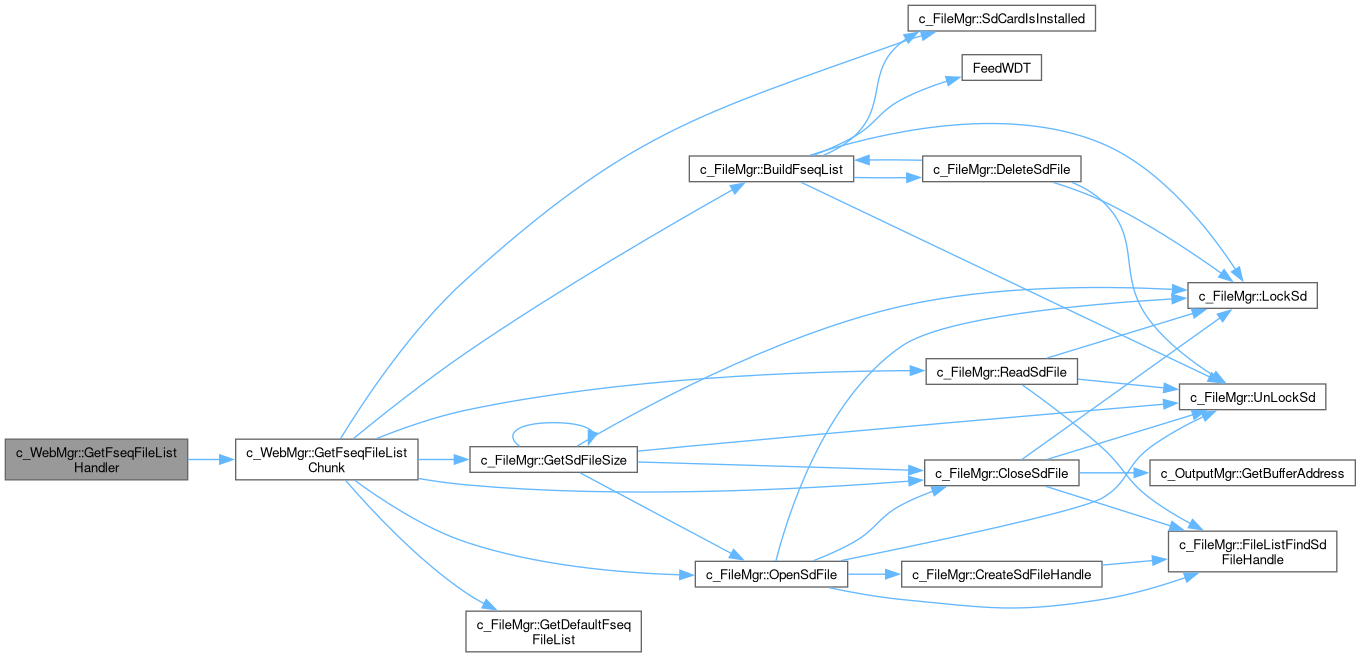 c_FileMgr::SdCardIsInstalled
FeedWDT
c_FileMgr::BuildFseqList
c_FileMgr::DeleteSdFile
c_FileMgr::LockSd
c_FileMgr::ReadSdFile
c_FileMgr::UnLockSd
c_WebMgr::GetFseqFileList
Handler
c_WebMgr::GetFseqFileList
Chunk
c_FileMgr::GetSdFileSize
c_FileMgr::CloseSdFile
c_OutputMgr::GetBufferAddress
c_FileMgr::FileListFindSd
FileHandle
c_FileMgr::OpenSdFile
c_FileMgr::CreateSdFileHandle
c_FileMgr::GetDefaultFseq
FileList